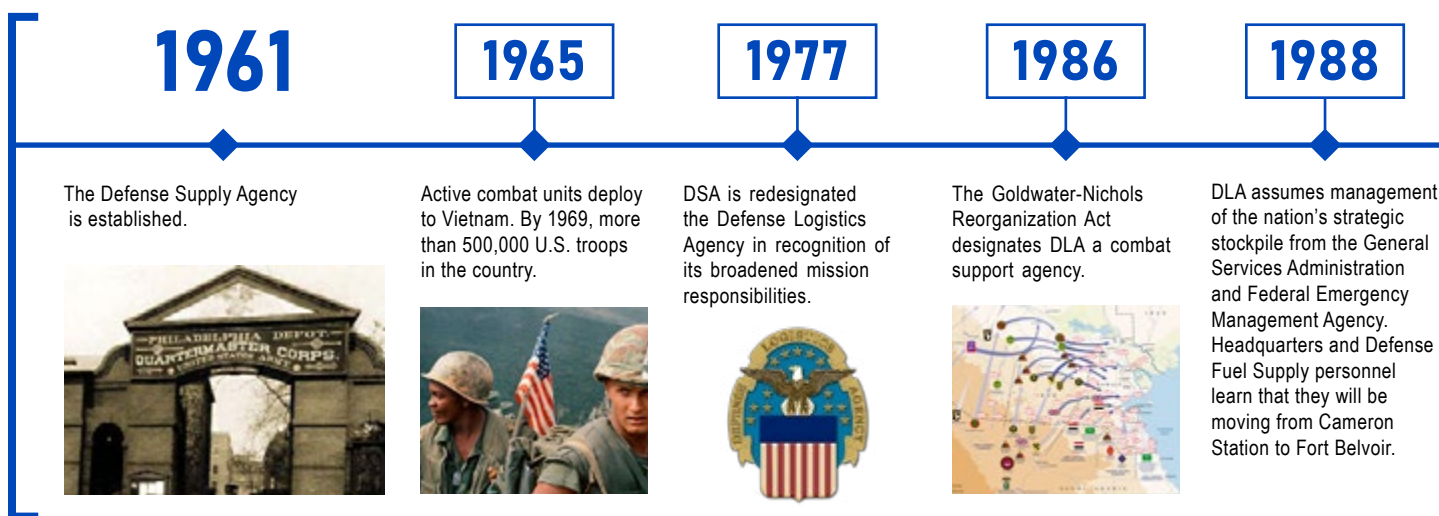 1961
1965
1977
1986
1988
The Defense Supply Agency
is established.
PHILADELPHIA DEPOT.
QUARTERMASTER CORPS.
UNITED STATES ARMY
Active combat units deploy
to Vietnam. By 1969, more
than 500,000 U.S. troops
in the country.
DSA is redesignated
the Defense Logistics
Agency in recognition of
its broadened mission
responsibilities.
DEFENSE LOGISTICS AGENCY
The Goldwater-Nichols
Reorganization Act
designates DLA a combat
support agency.
DLA assumes management
of the nation’s strategic
stockpile from the General
Services Administration
and Federal Emergency
Management Agency.
Headquarters and Defense
Fuel Supply personnel
learn that they will be
moving from Cameron
Station to Fort Belvoir.